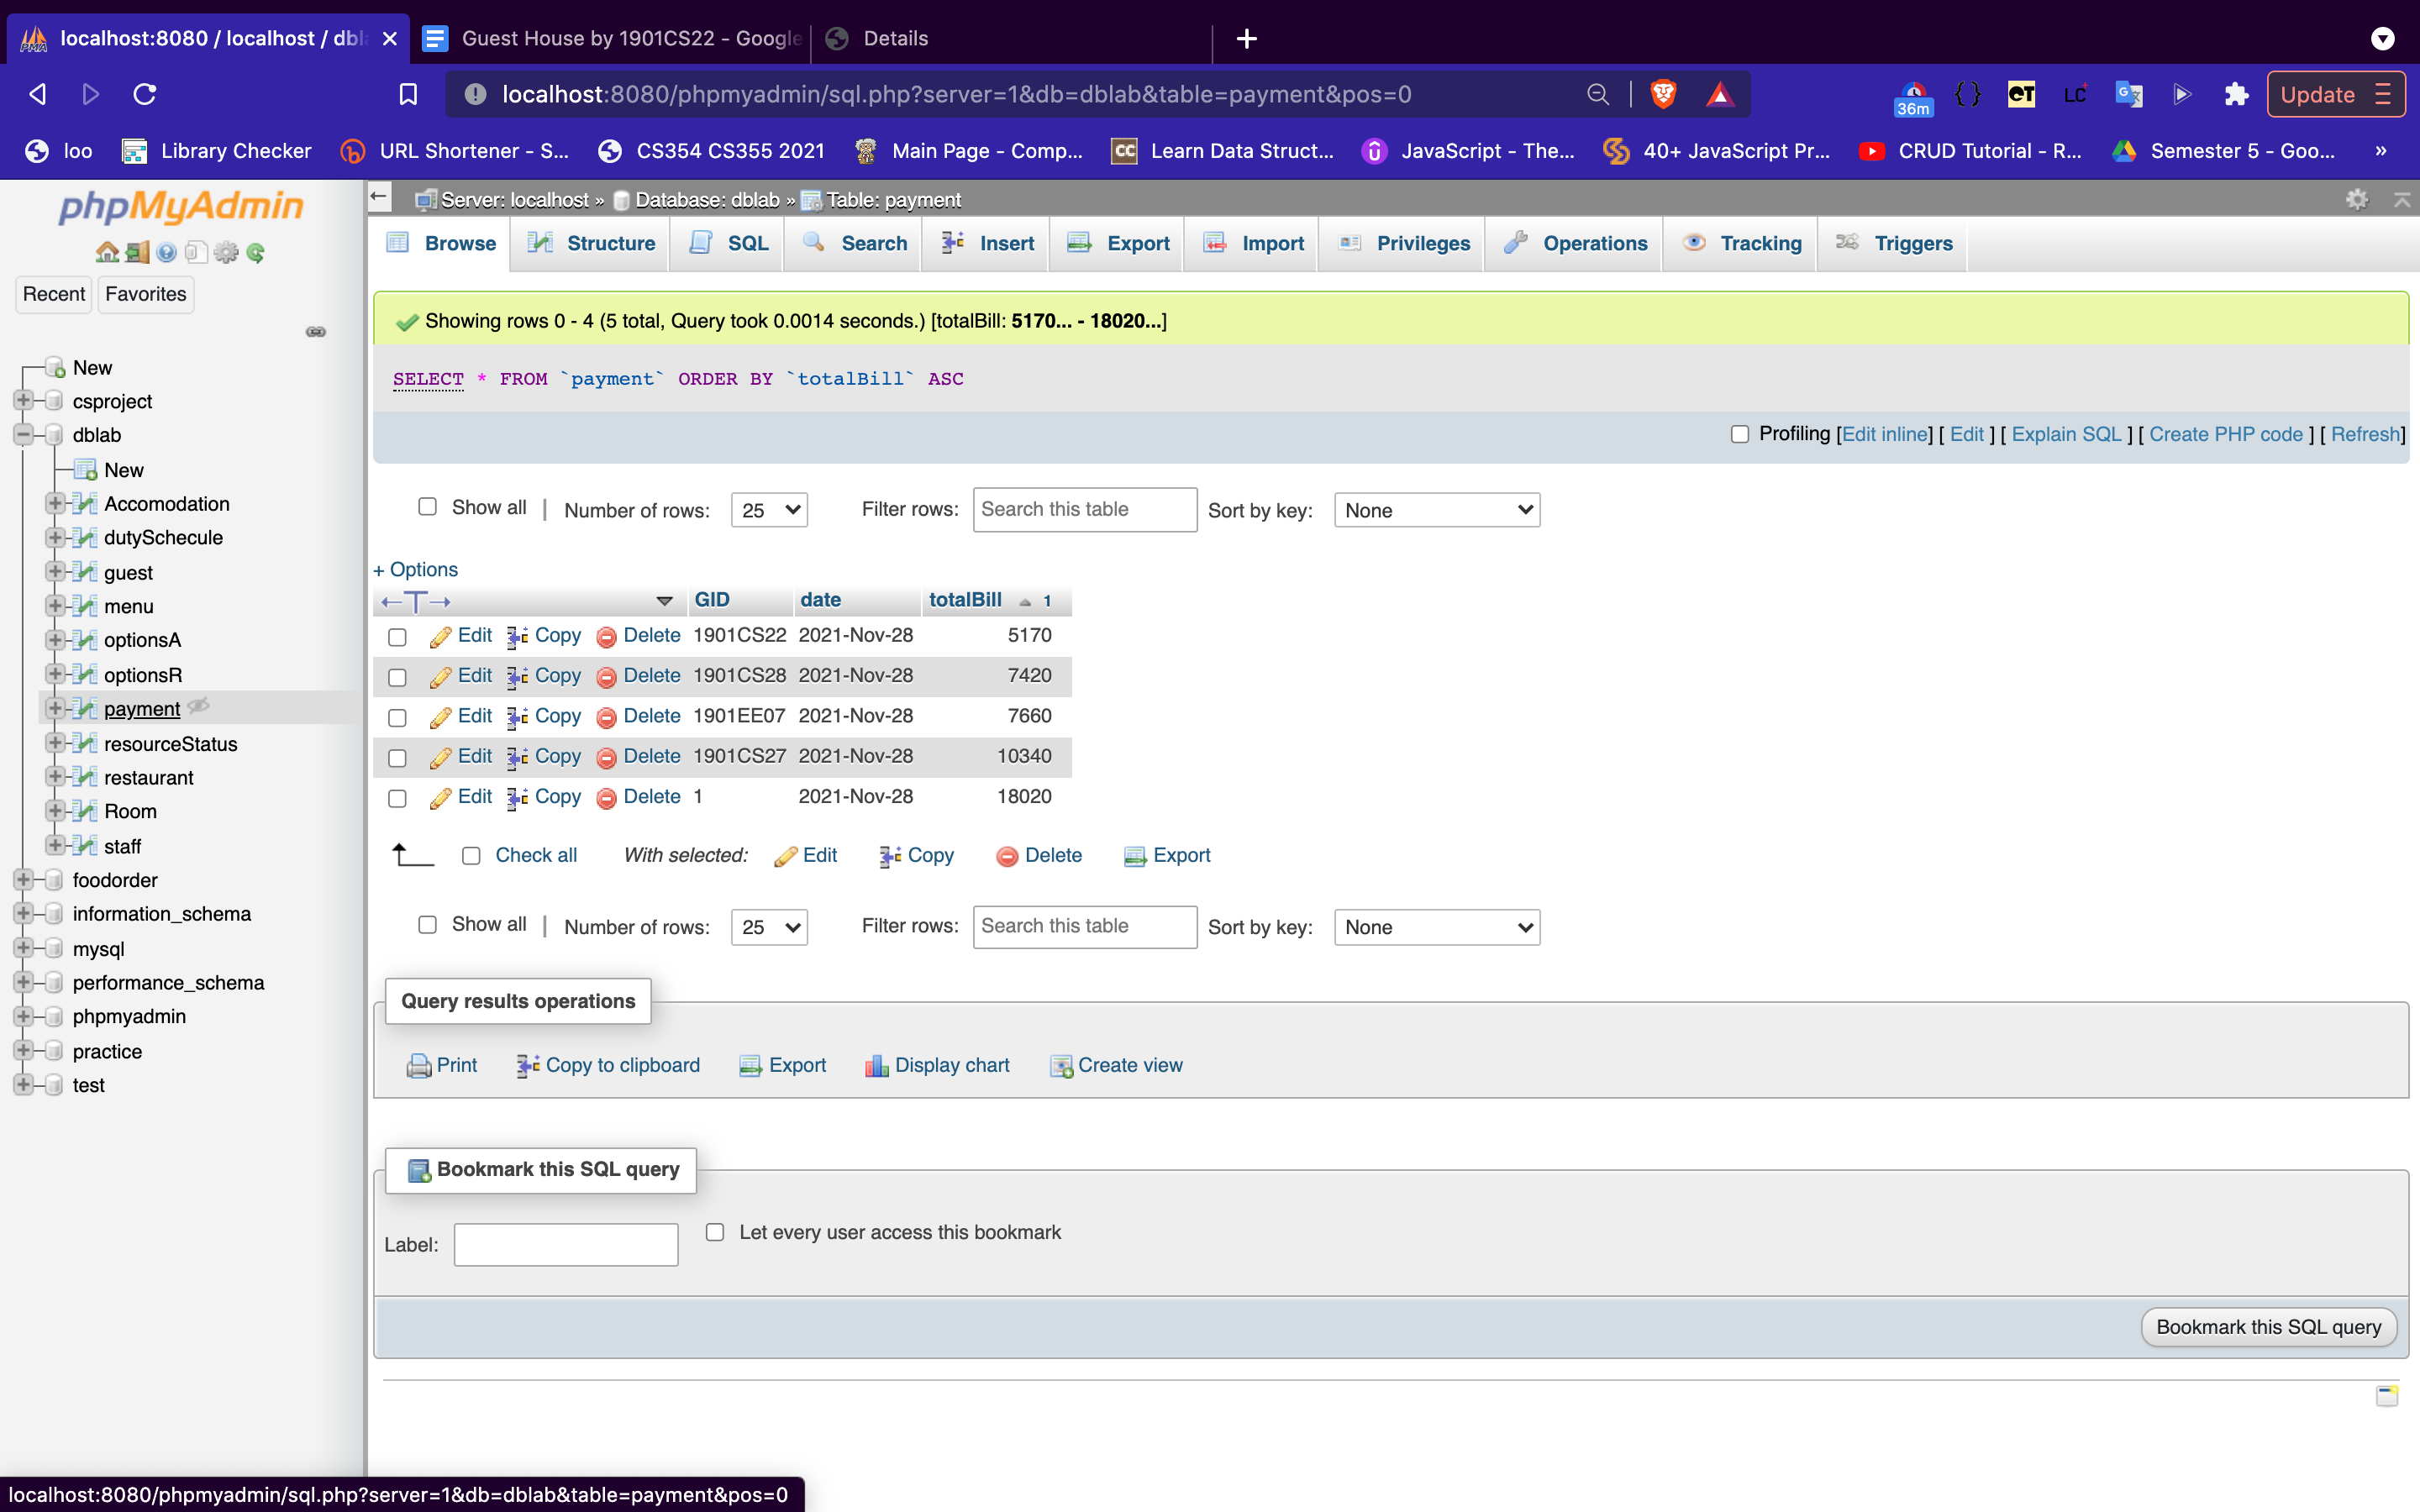 localhost:8080 / localhost / dbl
Guest House by 1901CS22 - Google
Details
localhost:8080/phpmyadmin/sql.php?server=1&db=dblab&table=payment&pos=0
36m
LC
Update
loo
Library Checker
URL Shortener - S...
CS354 CS355 2021
Main Page - Comp...
Learn Data Struct...
JavaScript - The...
40+ JavaScript Pr...
CRUD Tutorial - R...
Semester 5 - Goo...
»
phpMyAdmin
Recent
Favorites
New
csproject
dblab
New
Accomodation
dutySchecule
guest
menu
optionsA
optionsR
payment
resourceStatus
restaurant
Room
staff
foodorder
information_schema
mysql
performance_schema
phpmyadmin
practice
test
Server: localhost » Database: dblab » Table: payment
Browse
Structure
SQL
Search
Insert
Export
Import
Privileges
Operations
Tracking
Triggers
Showing rows 0 - 4 (5 total, Query took 0.0014 seconds.) [totalBill: 5170... - 18020...]
SELECT * FROM `payment` ORDER BY `totalBill` ASC
Profiling [Edit inline] [ Edit ] [ Explain SQL ] [ Create PHP code ] [ Refresh]
Show all | Number of rows: 25 Filter rows: Search this table Sort by key: None
+ Options
GID date totalBill 1
Edit Copy Delete 1901CS22 2021-Nov-28 5170
Edit Copy Delete 1901CS28 2021-Nov-28 7420
Edit Copy Delete 1901EE07 2021-Nov-28 7660
Edit Copy Delete 1901CS27 2021-Nov-28 10340
Edit Copy Delete 1 2021-Nov-28 18020
Check all With selected: Edit Copy Delete Export
Show all | Number of rows: 25 Filter rows: Search this table Sort by key: None
Query results operations
Print Copy to clipboard Export Display chart Create view
Bookmark this SQL query
Label: Let every user access this bookmark
Bookmark this SQL query
localhost:8080/phpmyadmin/sql.php?server=1&db=dblab&table=payment&pos=0